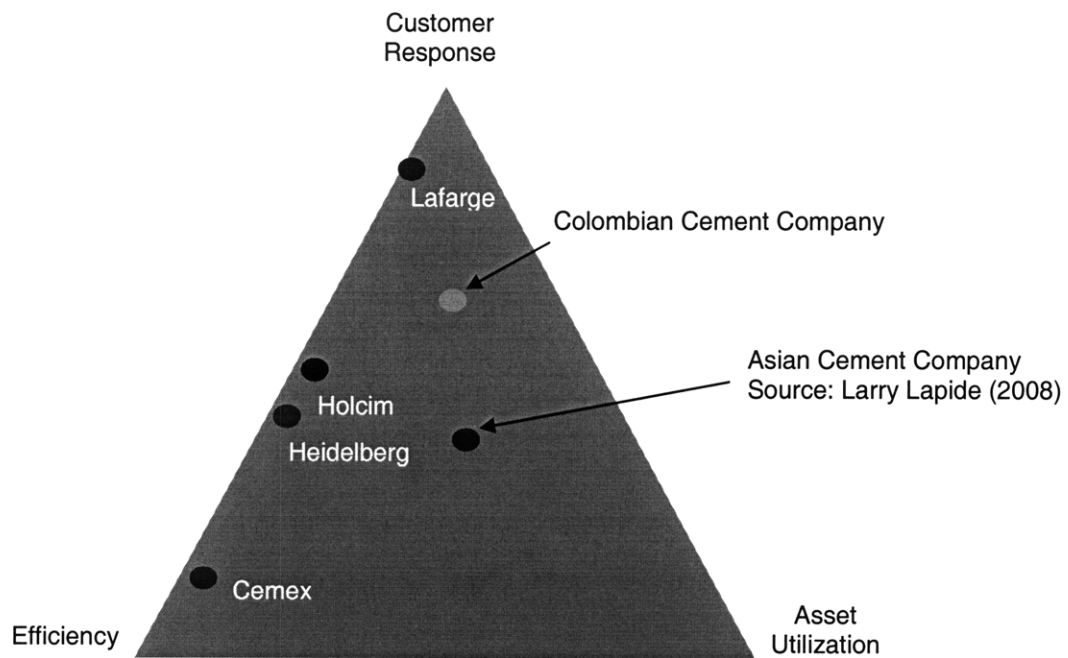 Customer
Response
Lafarge
Colombian Cement Company
Asian Cement Company
Source: Larry Lapide (2008)
Holcim
Heidelberg
Cemex
Efficiency
Asset
Utilization